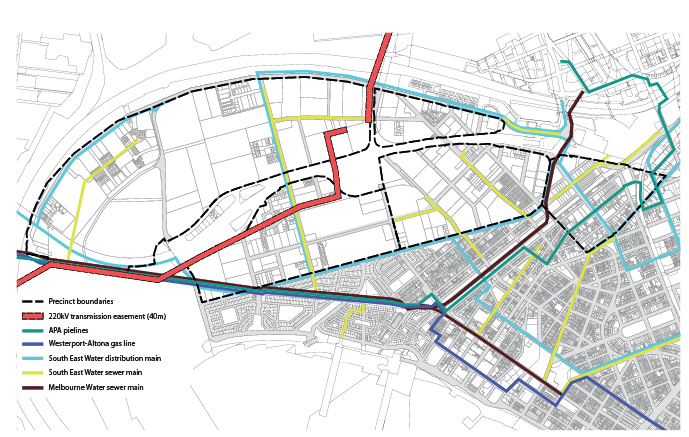 Precinct boundaries
220kV transmission easement (40m)
APA pielines
Westerport-Altona gas line
South East Water distribution main
South East Water sewer main
Melbourne Water sewer main